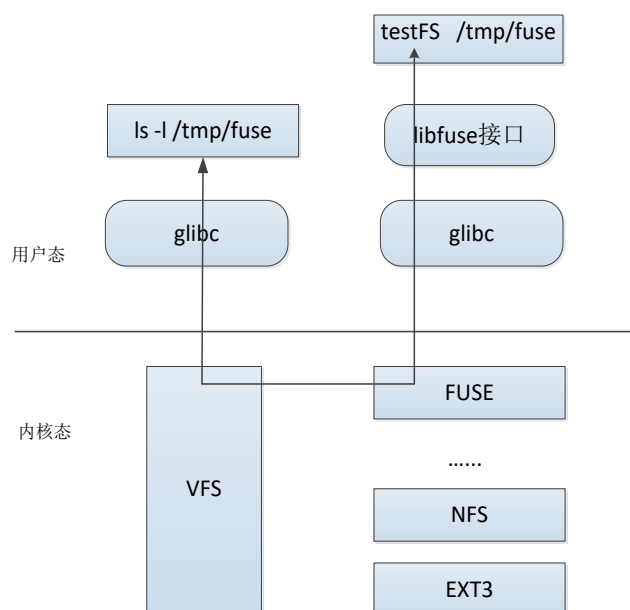 testFS /tmp/fuse
ls -l /tmp/fuse
libfuse接口
glibc
glibc
用户态
内核态
VFS
FUSE
......
NFS
EXT3